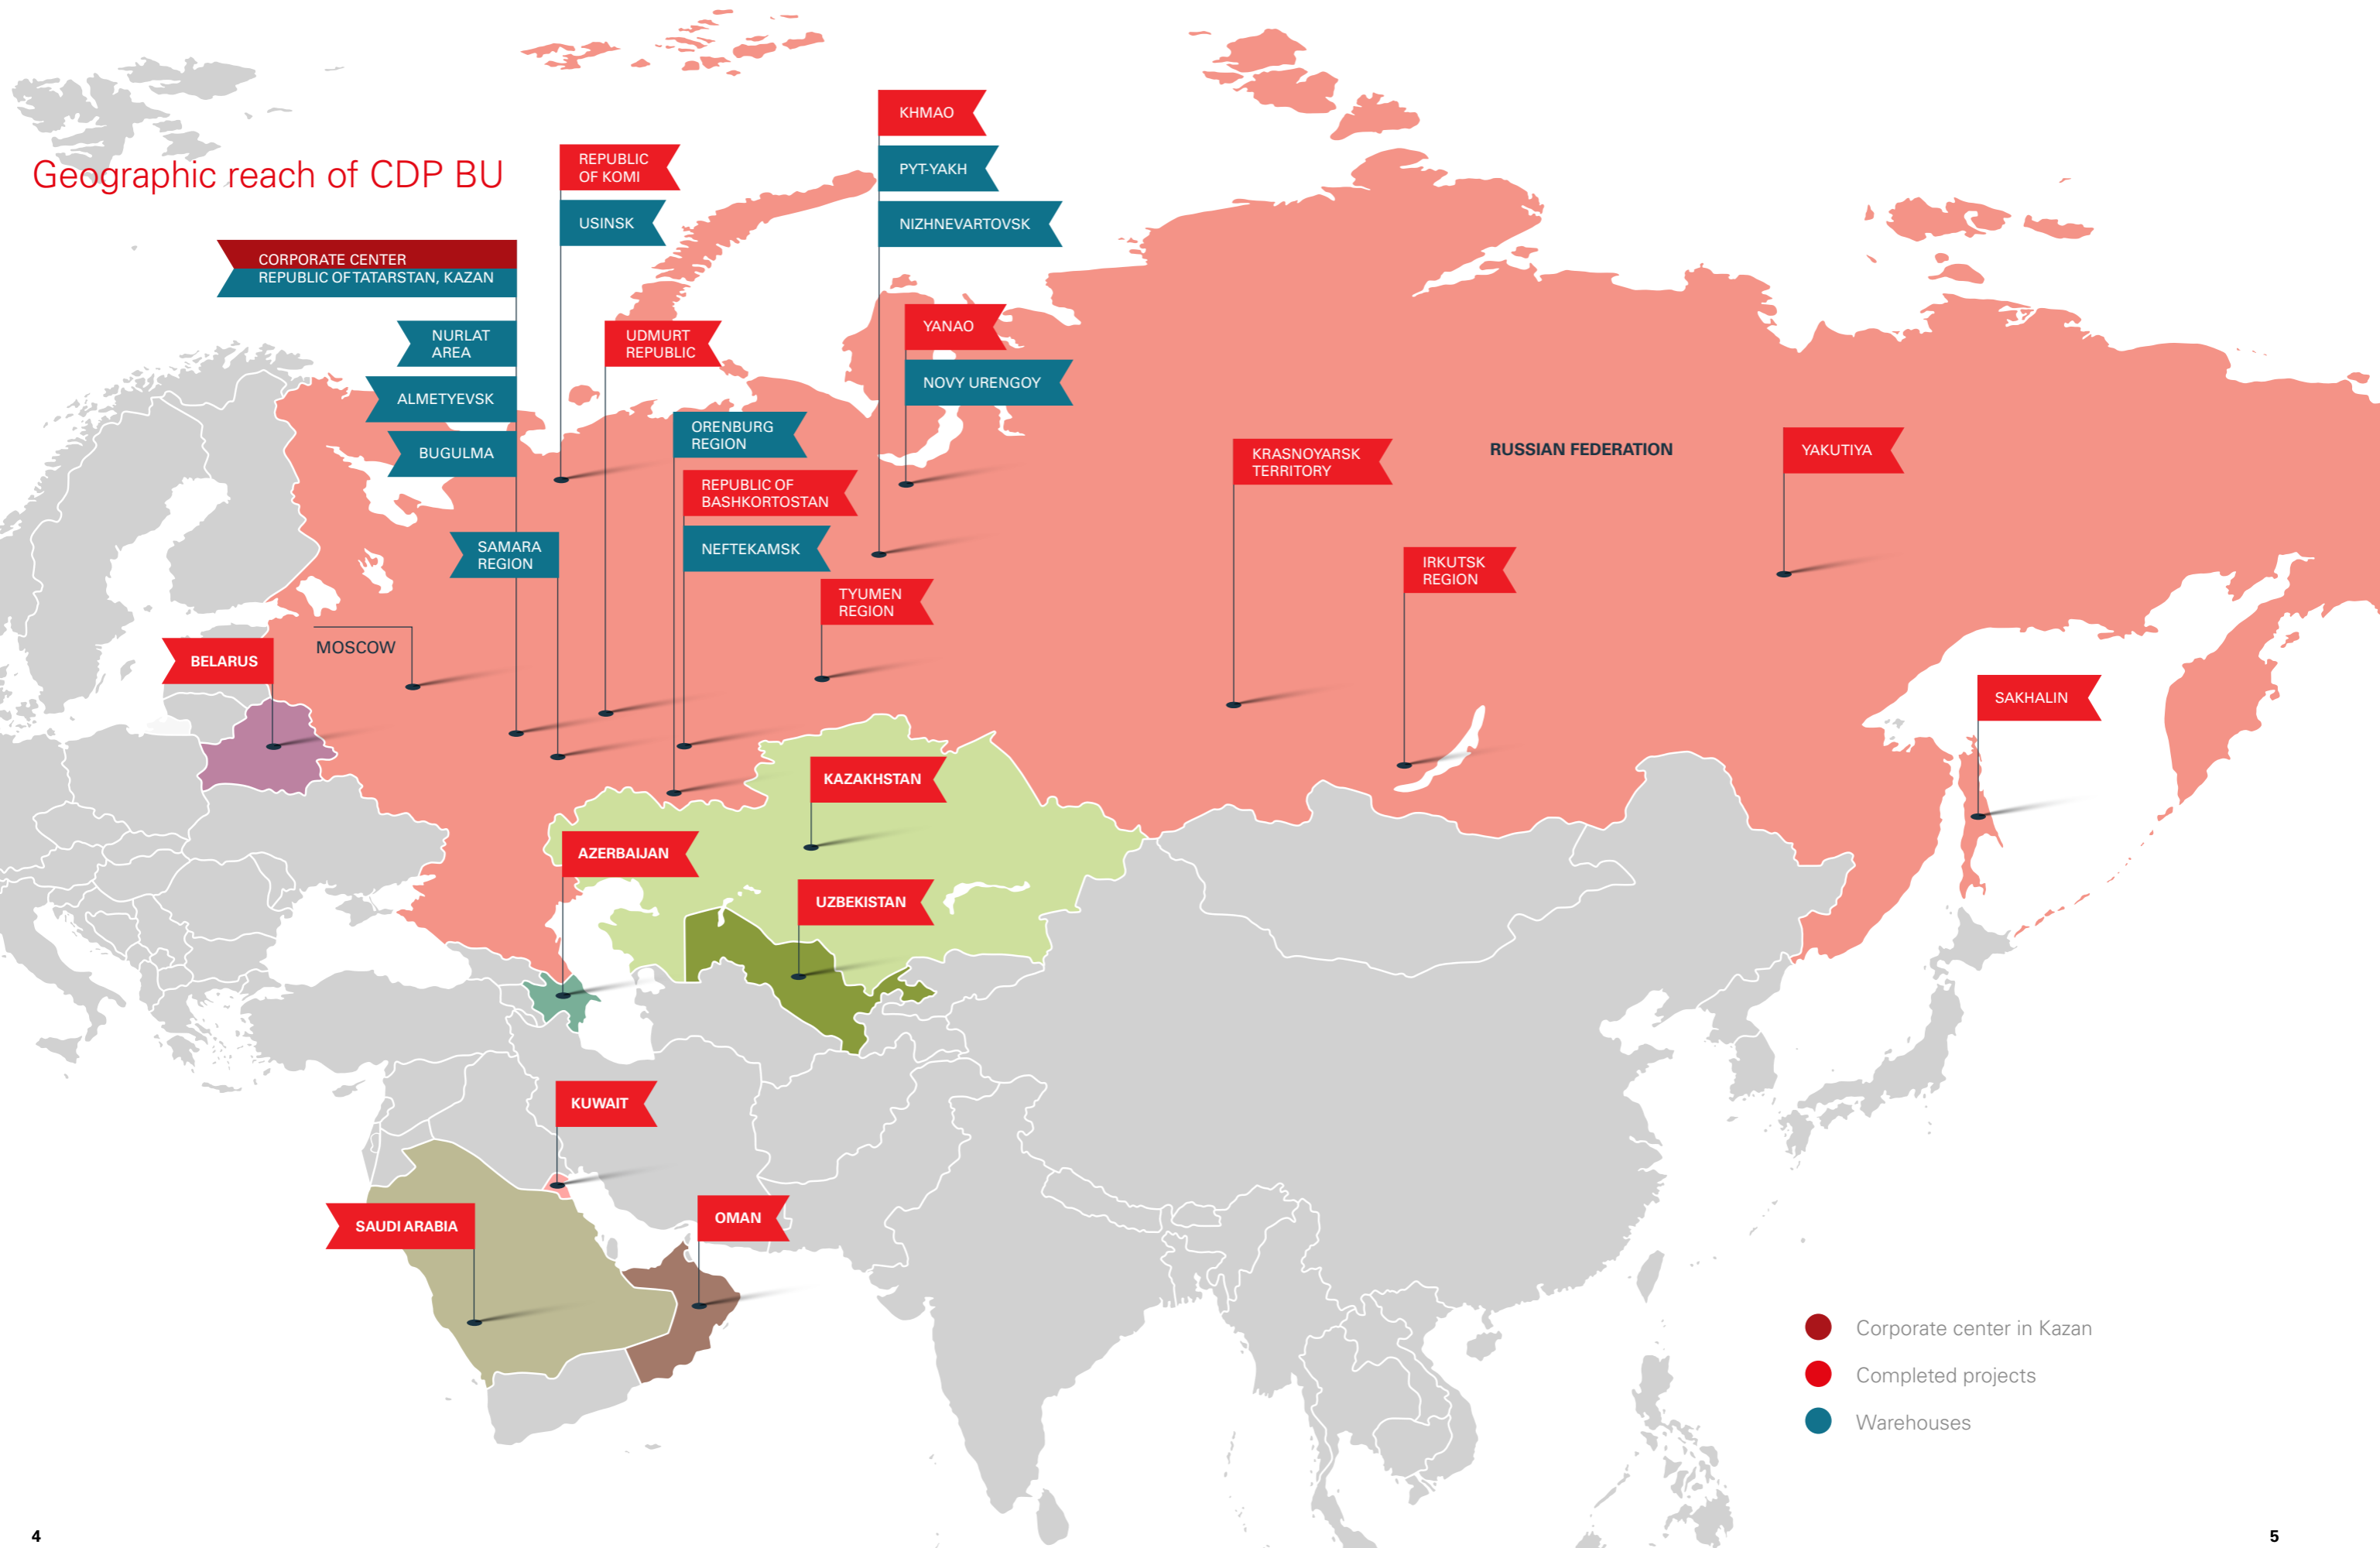 Geographic reach of CDP BU
CORPORATE CENTER
REPUBLIC OF TATARSTAN, KAZAN
NURLAT
AREA
ALMETYEVSK
BUGULMA
SAMARA
REGION
REPUBLIC
OF KOMI
USINSK
UDMURT
REPUBLIC
ORENBURG
REGION
REPUBLIC OF
BASHKORTOSTAN
NEFTEKAMSK
KHMAO
PYT-YAKH
NIZHNEVARTOVSK
YANAO
NOVY URENGOY
TYUMEN
REGION
KRASNOYARSK
TERRITORY
RUSSIAN FEDERATION
IRKUTSK
REGION
YAKUTIYA
SAKHALIN
MOSCOW
BELARUS
KAZAKHSTAN
AZERBAIJAN
UZBEKISTAN
KUWAIT
SAUDI ARABIA
OMAN
Corporate center in Kazan
Completed projects
Warehouses
4
5